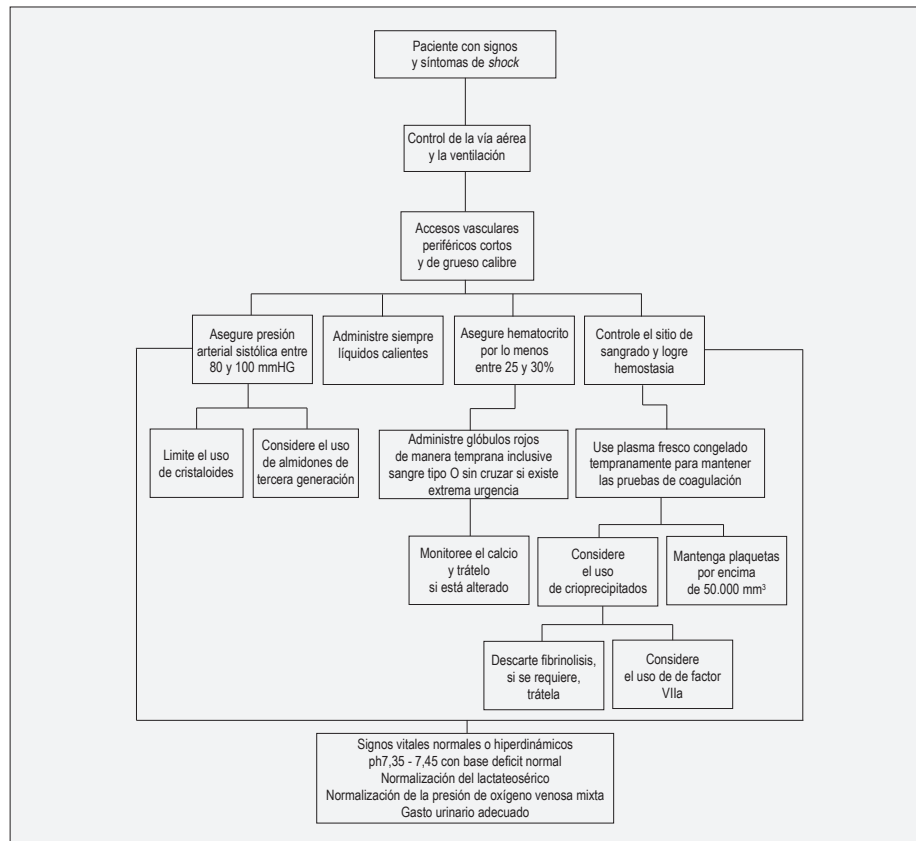 Paciente con signos
y síntomas de shock
Control de la vía aérea
y la ventilación
Accesos vasculares
periféricos cortos
y de grueso calibre
Asegure presión
arterial sistólica entre
80 y 100 mmHG
Administre siempre
líquidos calientes
Asegure hematocrito
por lo menos
entre 25 y 30%
Controle el sitio de
sangrado y logre
hemostasia
Limite el uso
de cristaloides
Considere el uso
de almidones de
tercera generación
Administre glóbulos rojos
de manera temprana inclusive
sangre tipo O sin cruzar si existe
extrema urgencia
Use plasma fresco congelado
tempranamente para mantener
las pruebas de coagulación
Monitoree el calcio
y trátelo
si está alterado
Considere
el uso
de crioprecipitados
Mantenga plaquetas
por encima
de 50.000 mm³
Descarte fibrinolisis,
si se requiere,
trátela
Considere
el uso de de factor
VIIa
Signos vitales normales o hiperdinámicos
ph7,35 - 7,45 con base deficit normal
Normalización del lactateosérico
Normalización de la presión de oxígeno venosa mixta
Gasto urinario adecuado